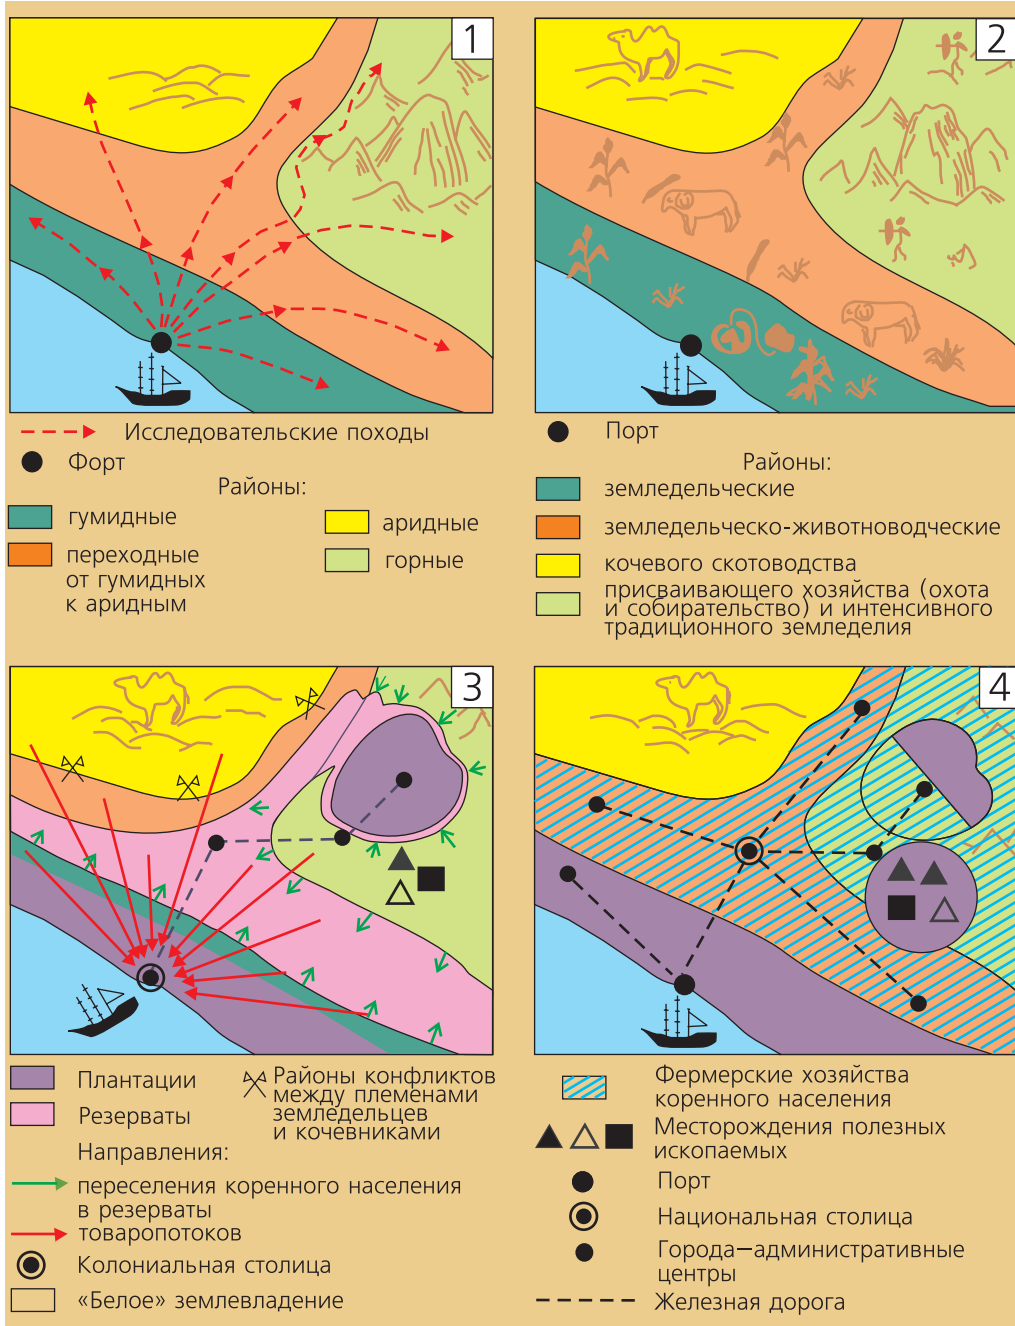 1
2
Исследовательские походы
Форт
Районы:
гумидные
аридные
переходные
от гумидных
к аридным
горные
Порт
Районы:
земледельческие
земледельческо-животноводческие
кочевого скотоводства
присваивающего хозяйства (охота
и собирательство) и интенсивного
традиционного земледелия
3
4
Плантации
Резерваты
Районы конфликтов
между племенами
земледельцев
и кочевниками
Направления:
переселения коренного населения
в резерваты
товаропотоков
Колониальная столица
«Белое» землевладение
Фермерские хозяйства
коренного населения
Месторождения полезных
ископаемых
Порт
Национальная столица
Города—административные
центры
Железная дорога